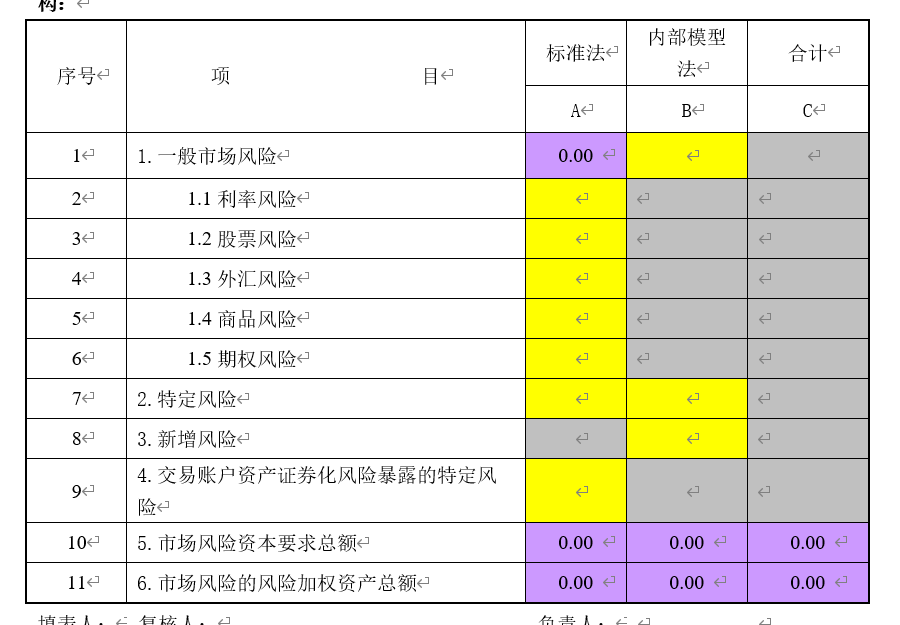 构：
序号 项 目 标准法 内部模型法 合计
A B C
1 1.一般市场风险 0.00
2 1.1 利率风险
3 1.2 股票风险
4 1.3 外汇风险
5 1.4 商品风险
6 1.5 期权风险
7 2.特定风险
8 3.新增风险
9 4.交易账户资产证券化风险暴露的特定风
险
10 5.市场风险资本要求总额 0.00 0.00 0.00
11 6.市场风险的风险加权资产总额 0.00 0.00 0.00
填表人： 复核人： 负责人：